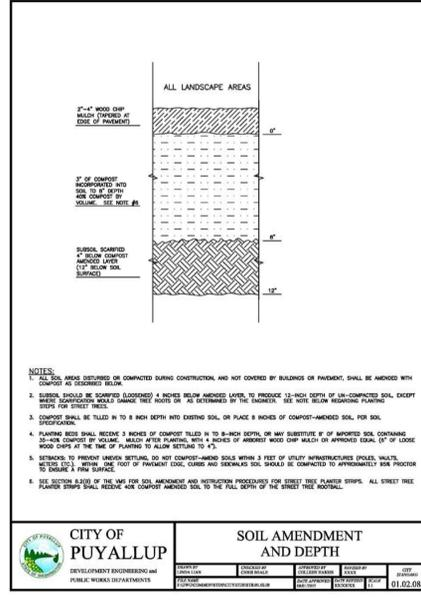 ALL LANDSCAPE AREAS
2"-4" WOOD CHIP
MULCH (TAPERED AT
EDGE OF PAVEMENT)
0"
3" OF COMPOST
INCORPORATED INTO
SOIL TO 8" DEPTH
40% COMPOST BY
VOLUME. SEE NOTE
8"
SUBSOIL SCARIFIED
4" BELOW COMPOST
AMENDED LAYER
(12" BELOW SOIL
SURFACE)
12"
NOTES:
1. ALL SOIL AREAS DISTURBED OR COMPACTED DURING CONSTRUCTION, AND NOT COVERED BY BUILDINGS OR PAVEMENT, SHALL BE AMENDED WITH
COMPOST AS DESCRIBED BELOW.
2. SUBSOIL SHOULD BE SCARIFIED (LOOSENED) 4 INCHES BELOW AMENDED LAYER, TO PRODUCE 12-INCH DEPTH OF UN-COMPACTED SOIL, EXCEPT
WHERE SCARIFICATION WOULD DAMAGE TREE ROOTS OR AS DETERMINED BY THE ENGINEER. SEE NOTE BELOW REGARDING PLANTING
STEPS FOR STREET TREES.
3. COMPOST SHALL BE TILLED IN TO 8 INCH DEPTH INTO EXISTING SOIL, OR PLACE 8 INCHES OF COMPOST-AMENDED SOIL, PER SOIL
SPECIFICATION.
4. PLANTING BEDS SHALL RECEIVE 3 INCHES OF COMPOST TILLED IN TO 8-INCH DEPTH, OR MAY SUBSTITUTE 8" OF IMPORTED SOIL CONTAINING
35-40% COMPOST BY VOLUME. MULCH AFTER PLANTING, WITH 4 INCHES OF ARBORIST WOOD CHIP MULCH OR APPROVED EQUAL (6" OF LOOSE
WOOD CHIPS AT THE TIME OF PLANTING TO ALLOW SETTLING TO 4").
5. SETBACKS: TO PREVENT UNEVEN SETTLING, DO NOT COMPOST-AMEND SOILS WITHIN 3 FEET OF UTILITY INFRASTRUCTURES (POLES, VAULTS,
METERS ETC.). WITHIN ONE FOOT OF PAVEMENT EDGE, CURBS AND SIDEWALKS SOIL SHOULD BE COMPACTED TO APPROXIMATELY 95% PROCTOR
TO ENSURE A FIRM SURFACE.
SEE SECTION 8.2(II) OF THE VMS FOR SOIL AMENDMENT AND INSTRUCTION PROCEDURES FOR STREET TREE PLANTER STRIPS. ALL STREET TREE
PLANTER STRIPS SHALL RECEIVE 40% COMPOST AMENDED SOIL TO THE FULL DEPTH OF THE STREET TREE ROOTBALL.
CITY OF
PUYALLUP
DEVELOPMENT ENGINEERING and
PUBLIC WORKS DEPARTMENTS
SOIL AMENDMENT
AND DEPTH
DRAWN BY
LINDA LIAN
CHECKED BY
CHRIS BEALE
APPROVED BY
COLLEEN HARRIS
REVISED BY
XXXX
FILE NAME
DATE APPROVED
DATE REVISED
SCALE
CITY
STANDARD
01.02.08